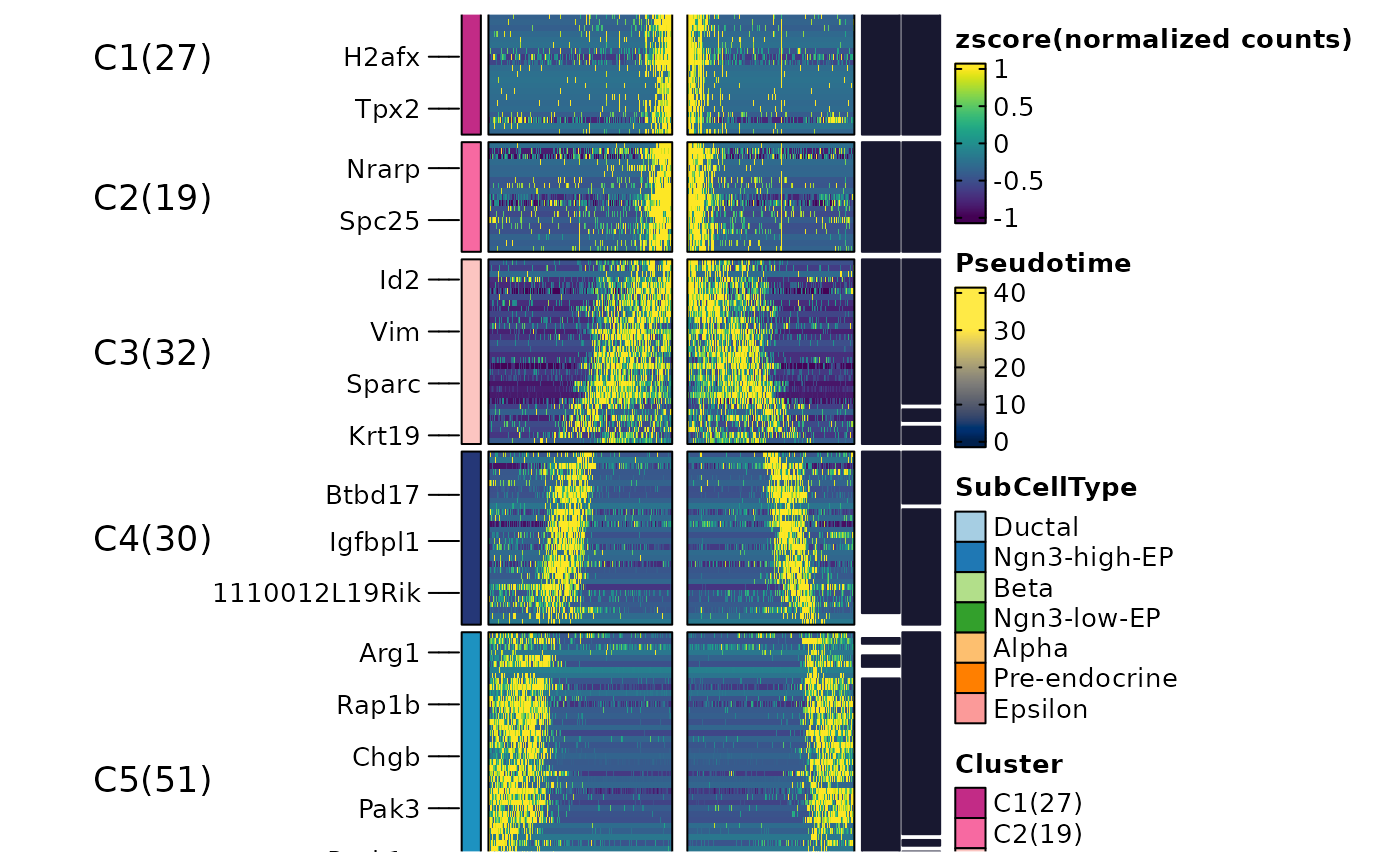 C1(27)
H2afx
Tpx2
C2(19)
Nrarp
Spc25
C3(32)
Id2
Vim
Sparc
Krt19
C4(30)
Btbd17
Igfbpl1
1110012L19Rik
C5(51)
Arg1
Rap1b
Chgb
Pak3
zscore(normalized counts)
1
0.5
0
-0.5
-1
Pseudotime
40
30
20
10
0
SubCellType
Ductal
Ngn3-high-EP
Beta
Ngn3-low-EP
Alpha
Pre-endocrine
Epsilon
Cluster
C1(27)
C2(19)